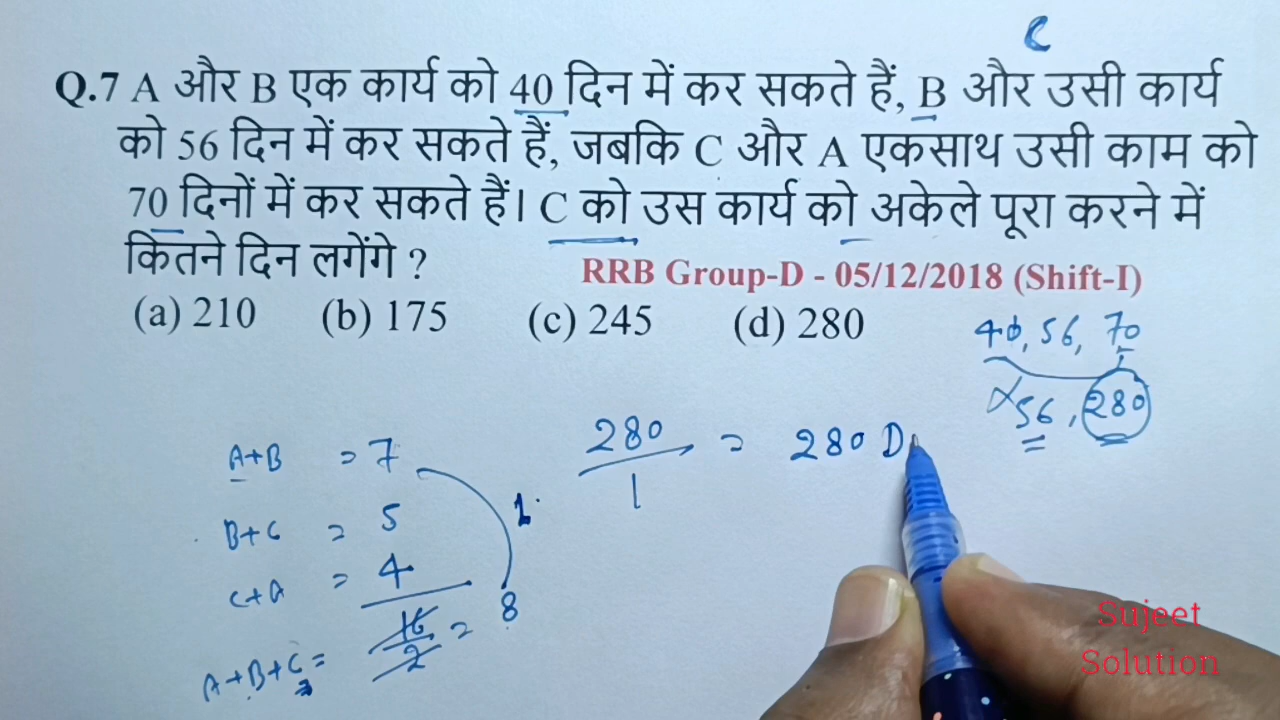 C
Q.7 A और B एक कार्य को 40 दिन में कर सकते हैं, B और उसी कार्य
को 56 दिन में कर सकते हैं, जबकि C और A एकसाथ उसी काम को
70 दिनों में कर सकते हैं। C को उस कार्य को अकेले पूरा करने में
कितने दिन लगेंगे ?
RRB Group-D - 05/12/2018 (Shift-I)
(a) 210 (b) 175 (c) 245 (d) 280
40, 56, 70
56, 280
A+B = 7
B+C = 5
C+A = 4
A+B+C = 16/2 = 8
1
280/1 = 280 D
Sujeet
Solution